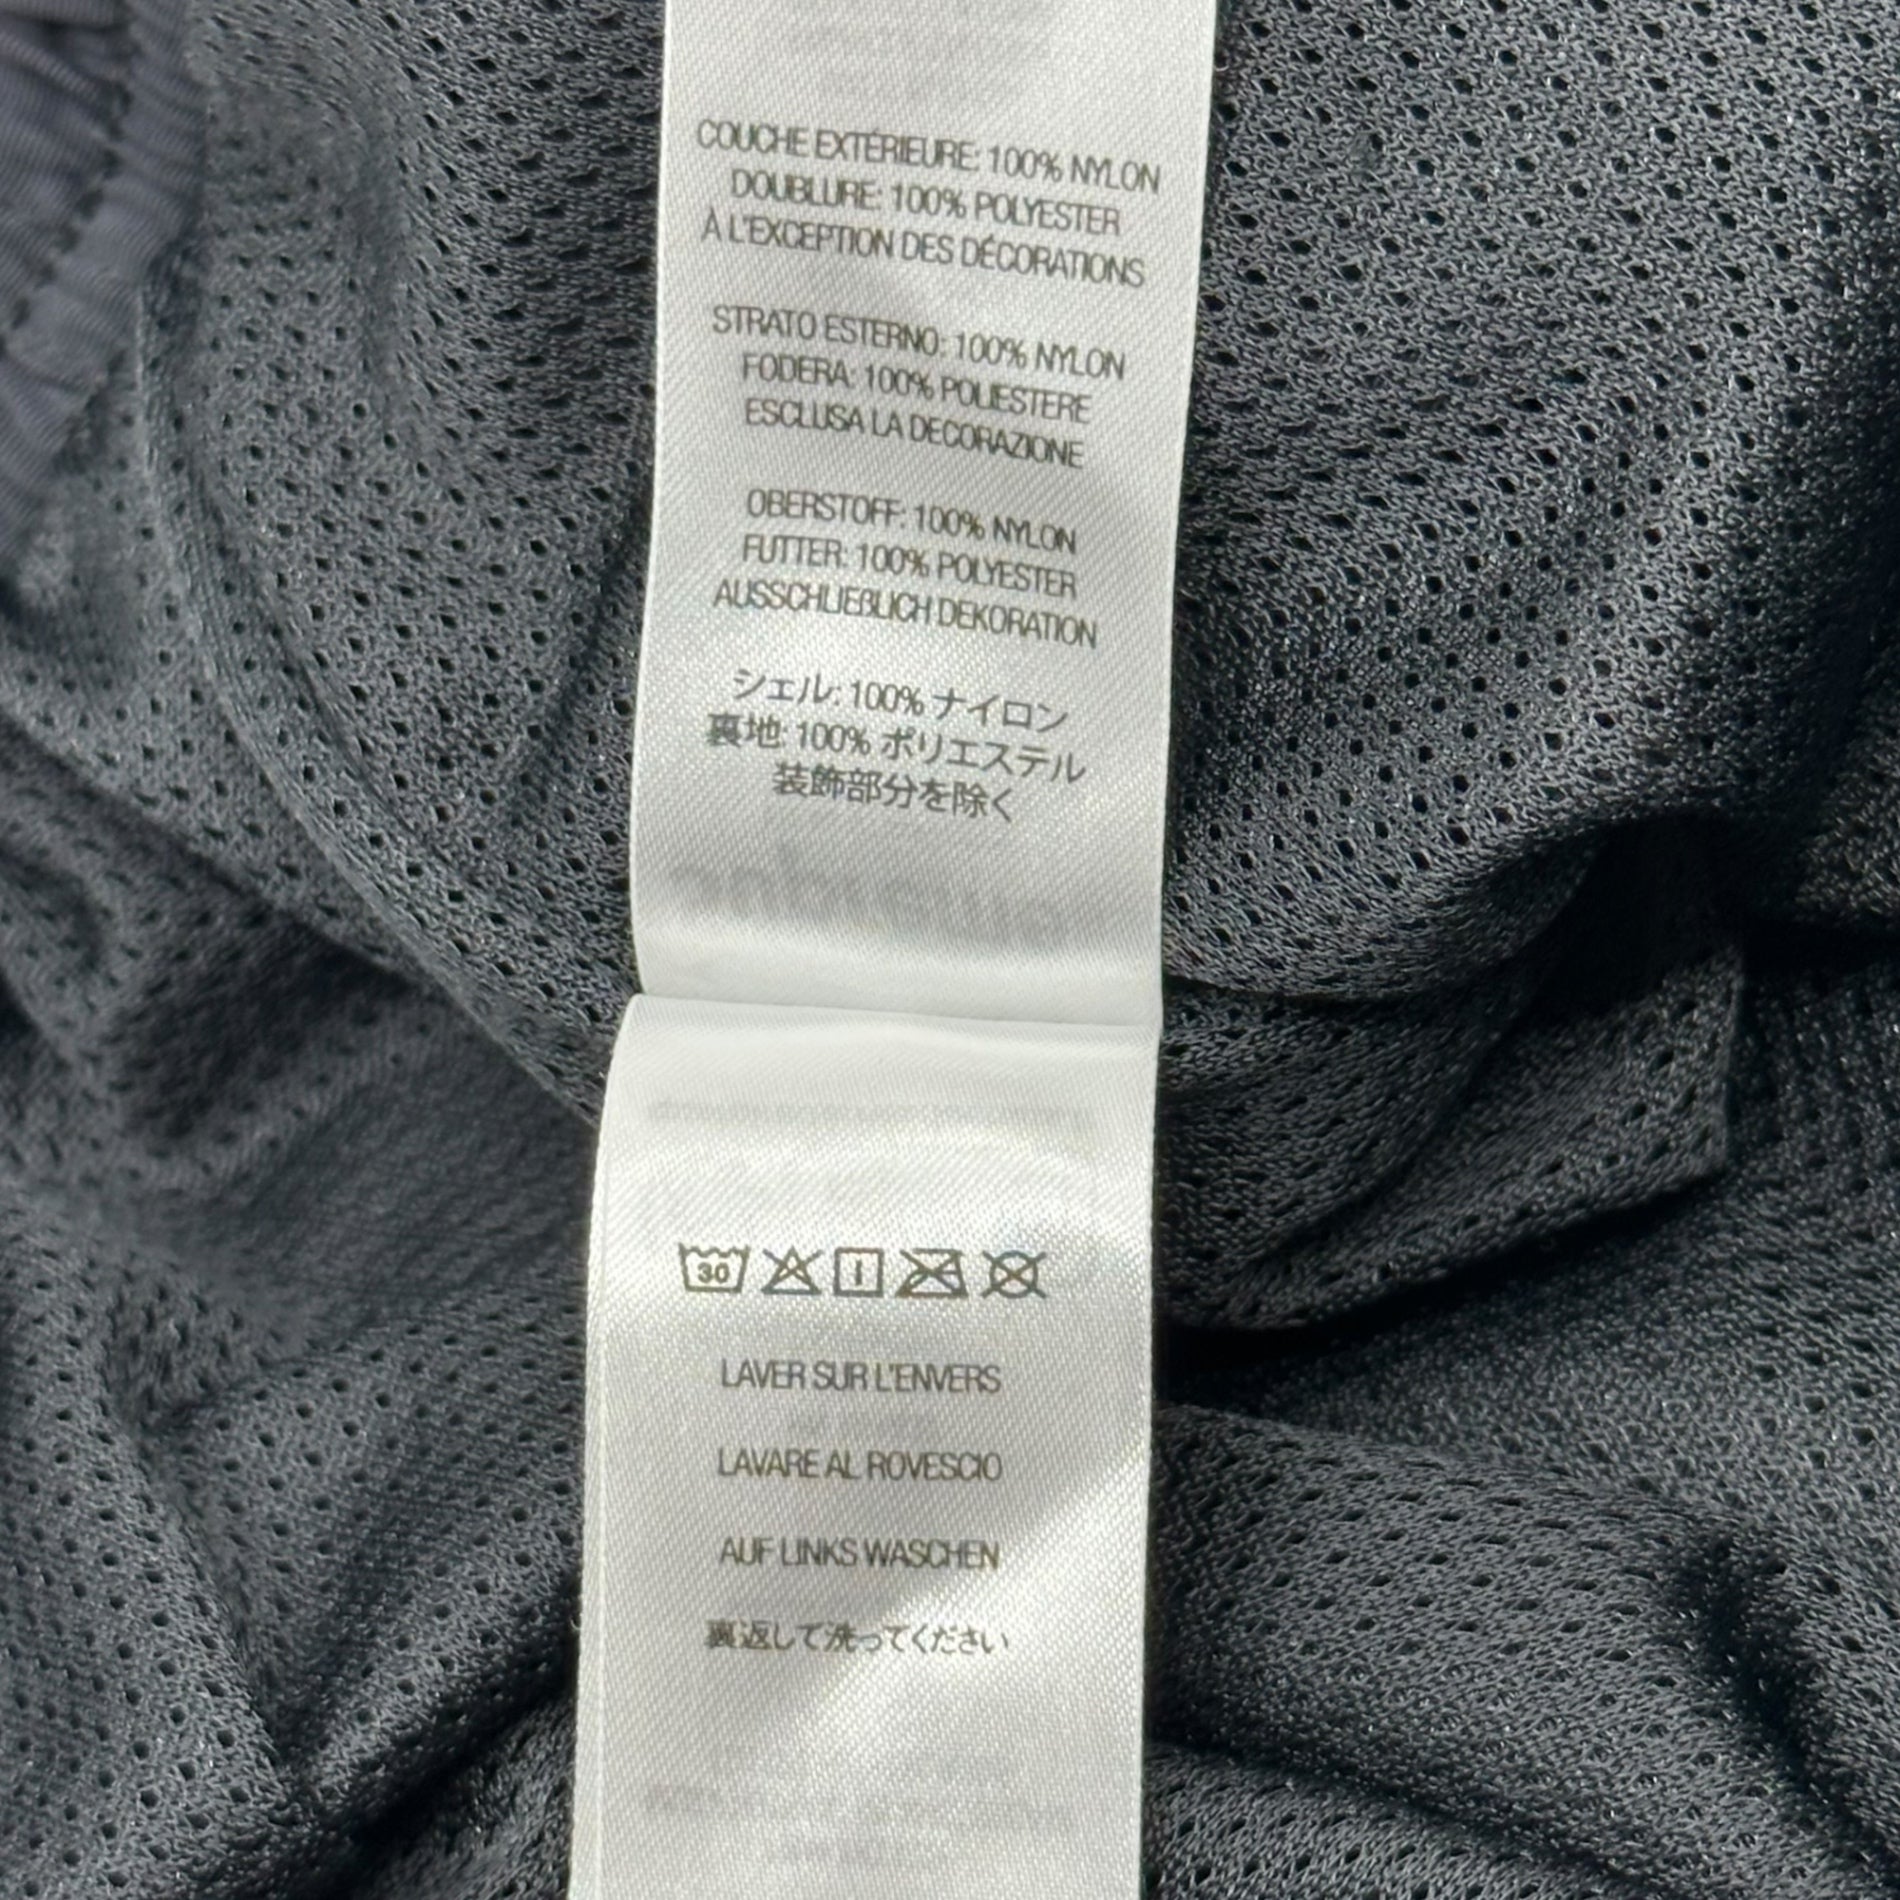 COUCHE EXTÉRIEURE: 100% NYLON
DOUBLURE: 100% POLYESTER
À L'EXCEPTION DES DÉCORATIONS
STRATO ESTERNO: 100% NYLON
FODERA: 100% POLIESTERE
ESCLUSA LA DECORAZIONE
OBERSTOFF: 100% NYLON
FUTTER: 100% POLYESTER
AUSSCHLIEßLICH DEKORATION
シェル: 100% ナイロン
裏地: 100% ポリエステル
装飾部分を除く
30
LAVER SUR L'ENVERS
LAVARE AL ROVESCIO
AUF LINKS WASCHEN
裏返して洗ってください